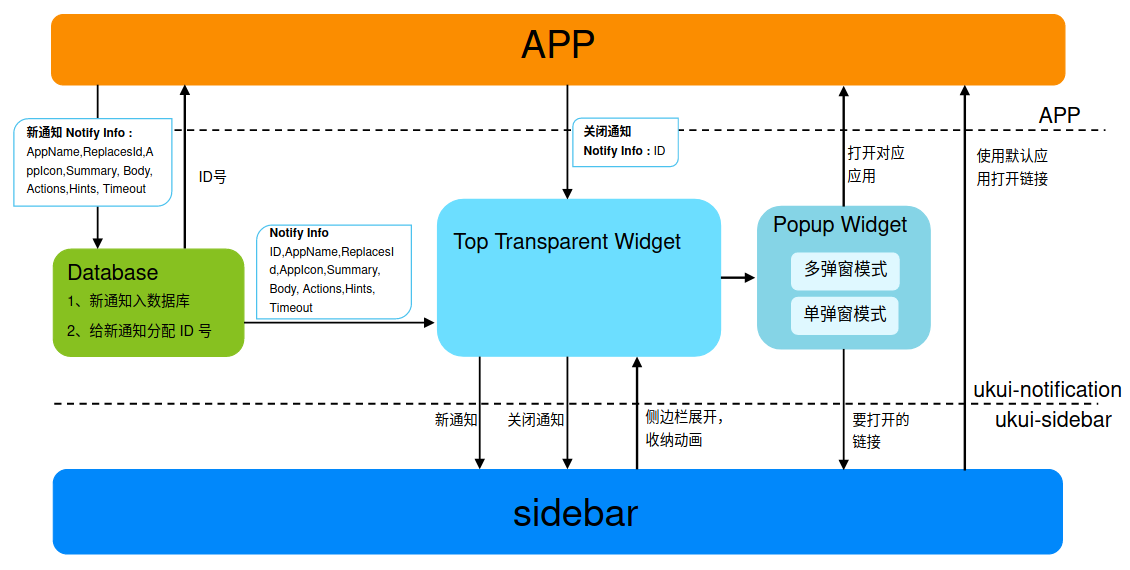 APP
新通知 Notify Info :
AppName,ReplacesId,A
ppIcon,Summary, Body,
Actions,Hints, Timeout
ID号
关闭通知
Notify Info : ID
APP
打开对应
应用
使用默认应
用打开链接
Database
1、新通知入数据库
2、给新通知分配 ID 号
Notify Info
ID,AppName,ReplacesI
d,AppIcon,Summary,
Body, Actions,Hints,
Timeout
Top Transparent Widget
Popup Widget
多弹窗模式
单弹窗模式
ukui-notification
ukui-sidebar
新通知
关闭通知
侧边栏展开，
收纳动画
要打开的
链接
sidebar